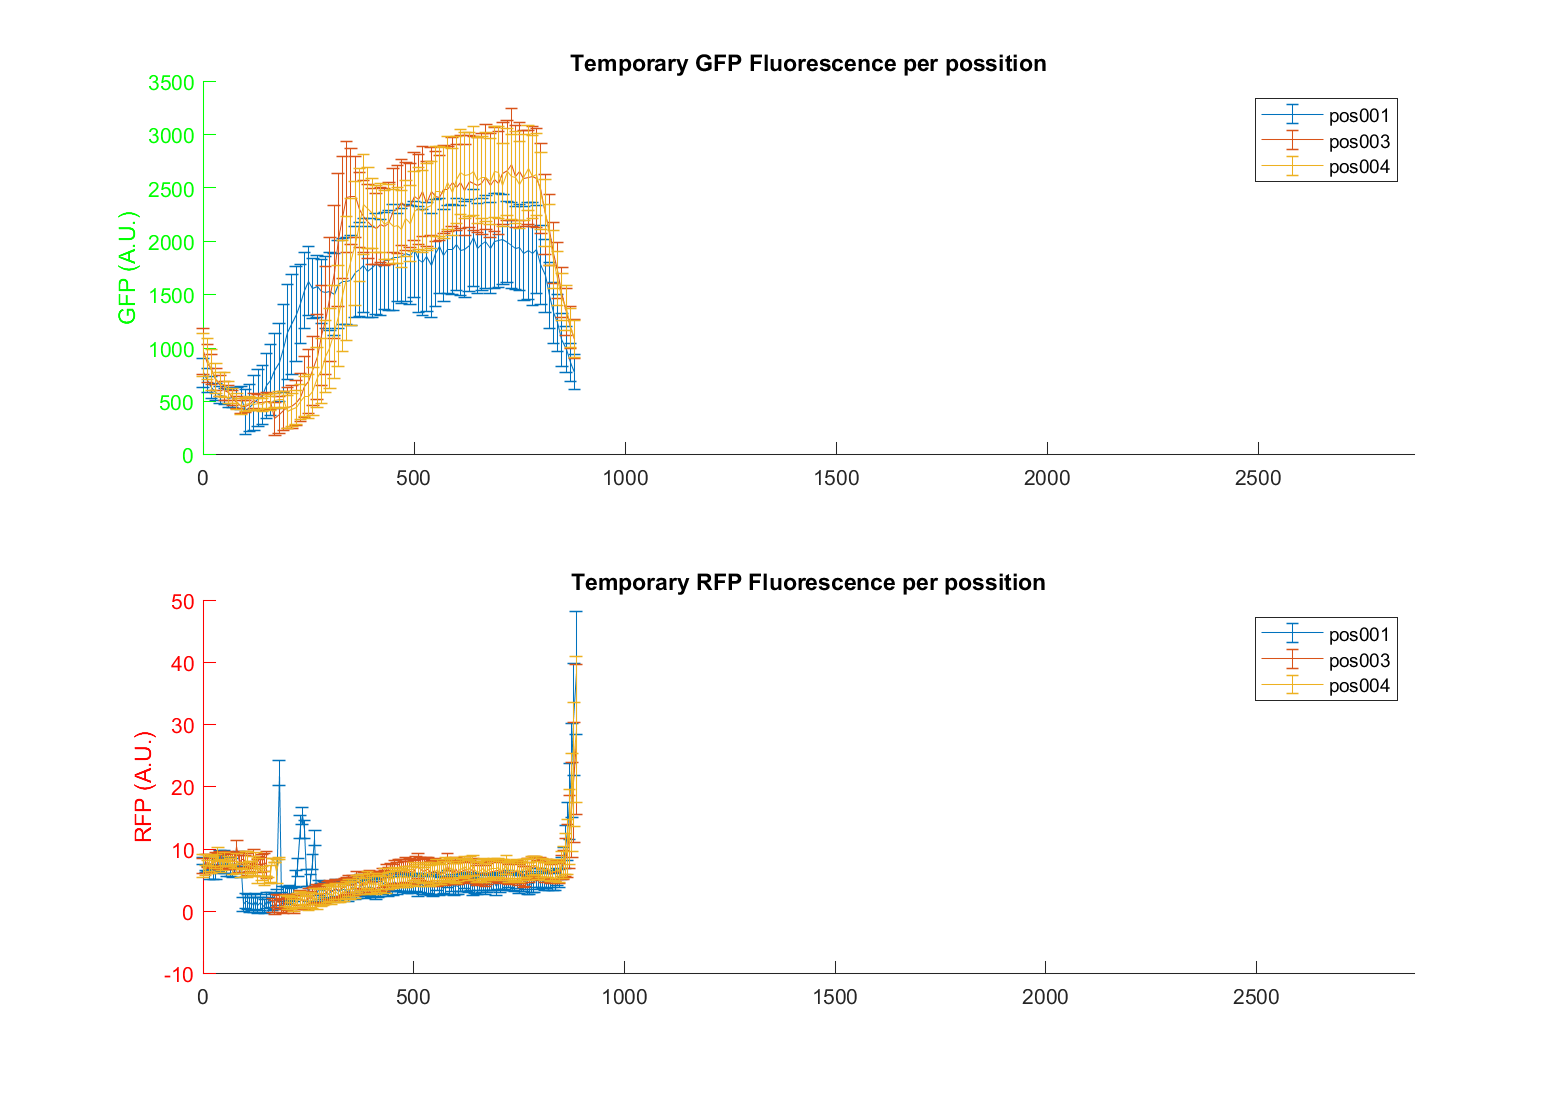 Temporary GFP Fluorescence per possition
3500
3000
2500
2000
1500
1000
500
0
GFP (A.U.)
pos001
pos003
pos004
0 500 1000 1500 2000 2500
Temporary RFP Fluorescence per possition
50
40
30
20
10
0
-10
RFP (A.U.)
pos001
pos003
pos004
0 500 1000 1500 2000 2500